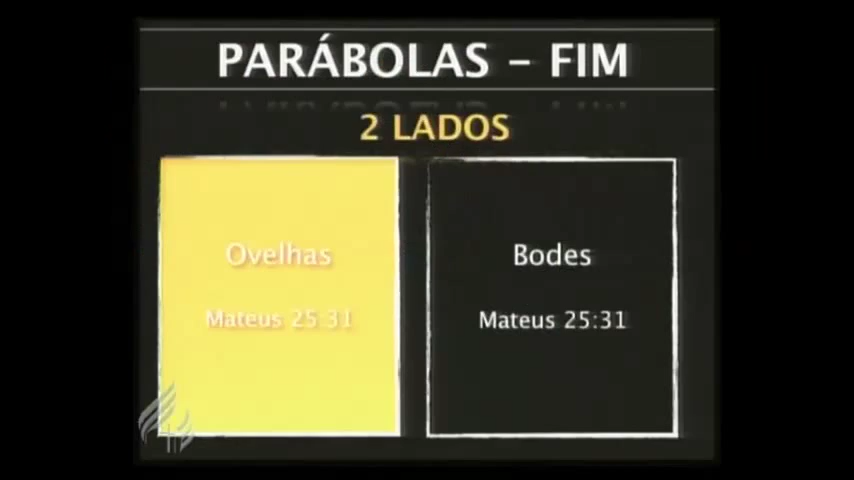 PARÁBOLAS – FIM
2 LADOS
Ovelhas
Mateus 25:31
Bodes
Mateus 25:31